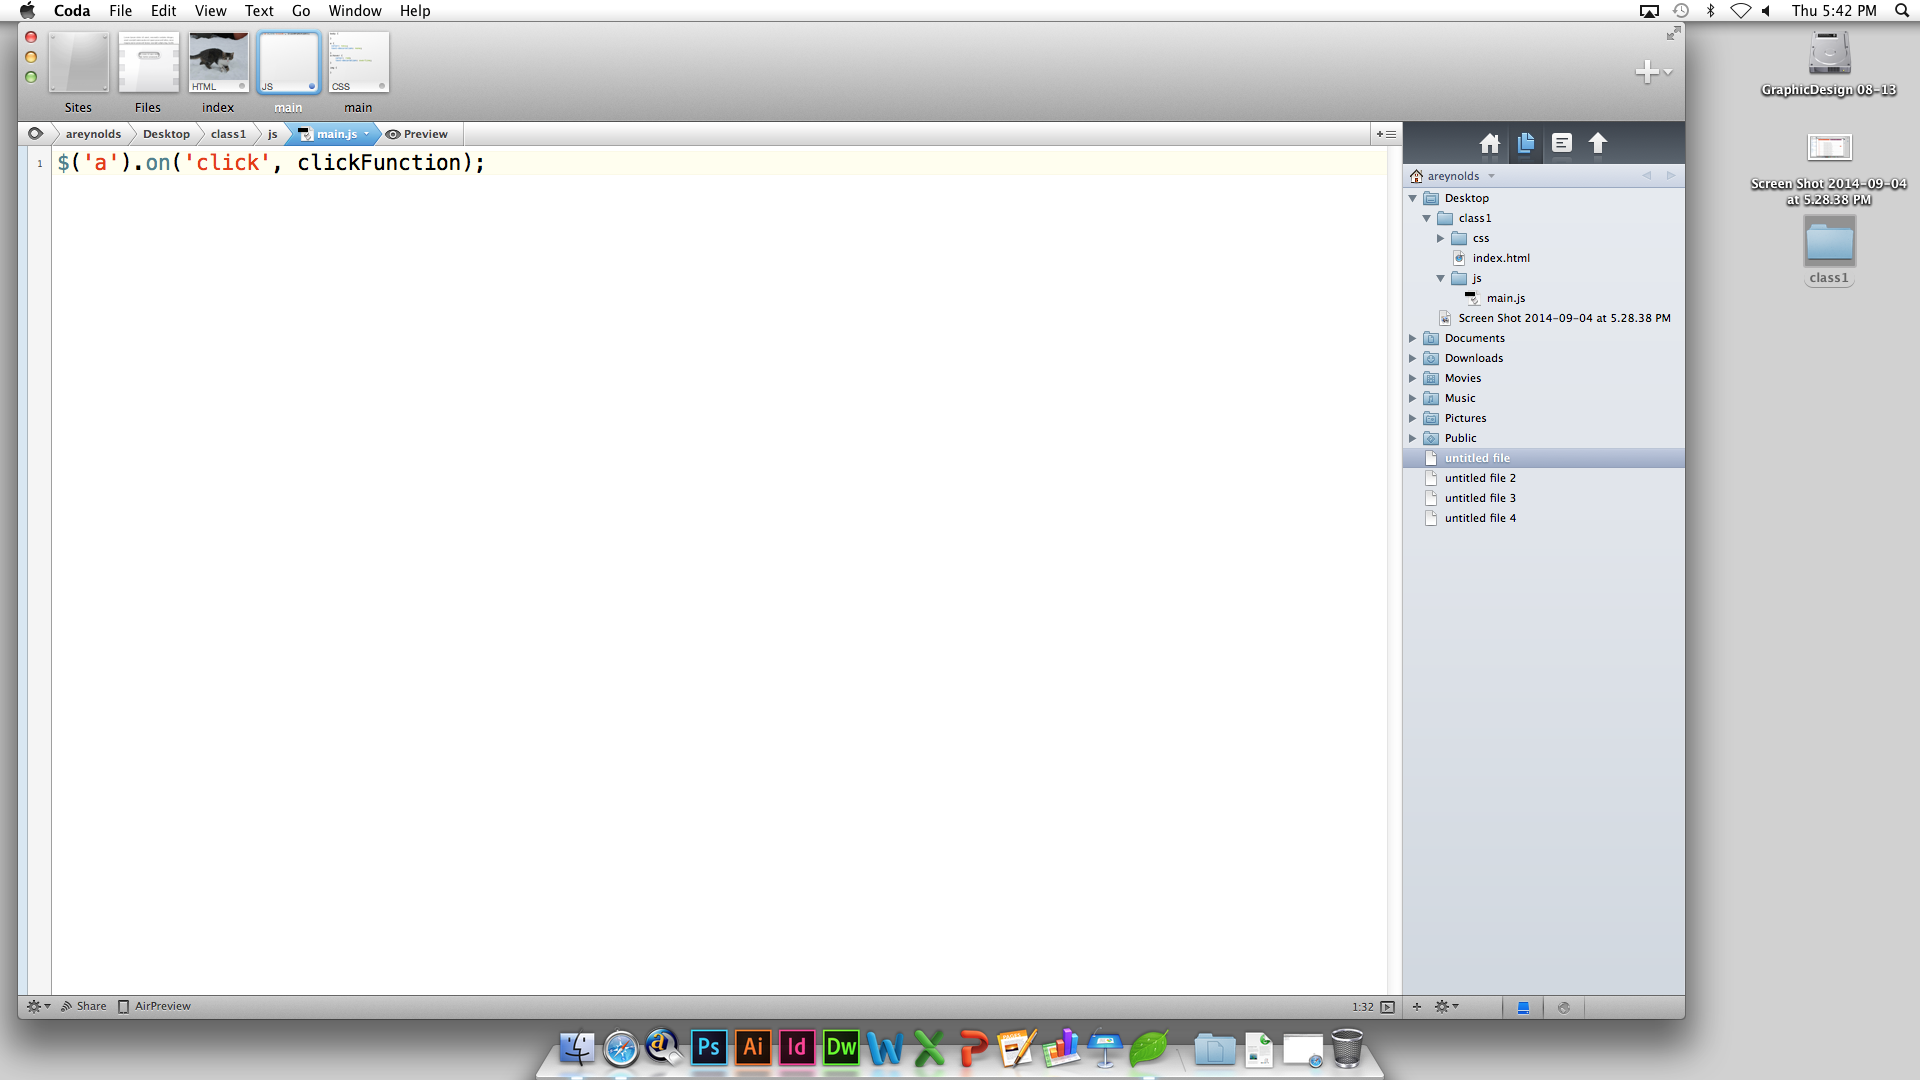 Coda File Edit View Text Go Window Help Thu 5:42 PM
HTML JS CSS
Sites Files index main main
areynolds Desktop class1 js main.js Preview
1 $('a').on('click', clickFunction);
areynolds
Desktop
class1
css
index.html
js
main.js
Screen Shot 2014-09-04 at 5.28.38 PM
Documents
Downloads
Movies
Music
Pictures
Public
untitled file
untitled file 2
untitled file 3
untitled file 4
GraphicDesign 08-13
Screen Shot 2014-09-04
at 5.28.38 PM
class1
Share AirPreview 1:32
Ps Ai Id Dw